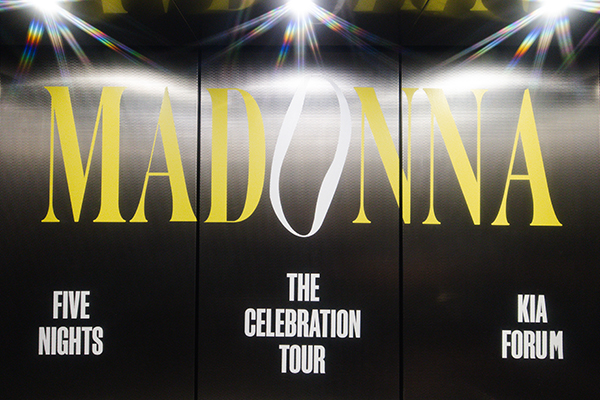 MADONNA
FIVE
NIGHTS
THE
CELEBRATION
TOUR
KIA
FORUM